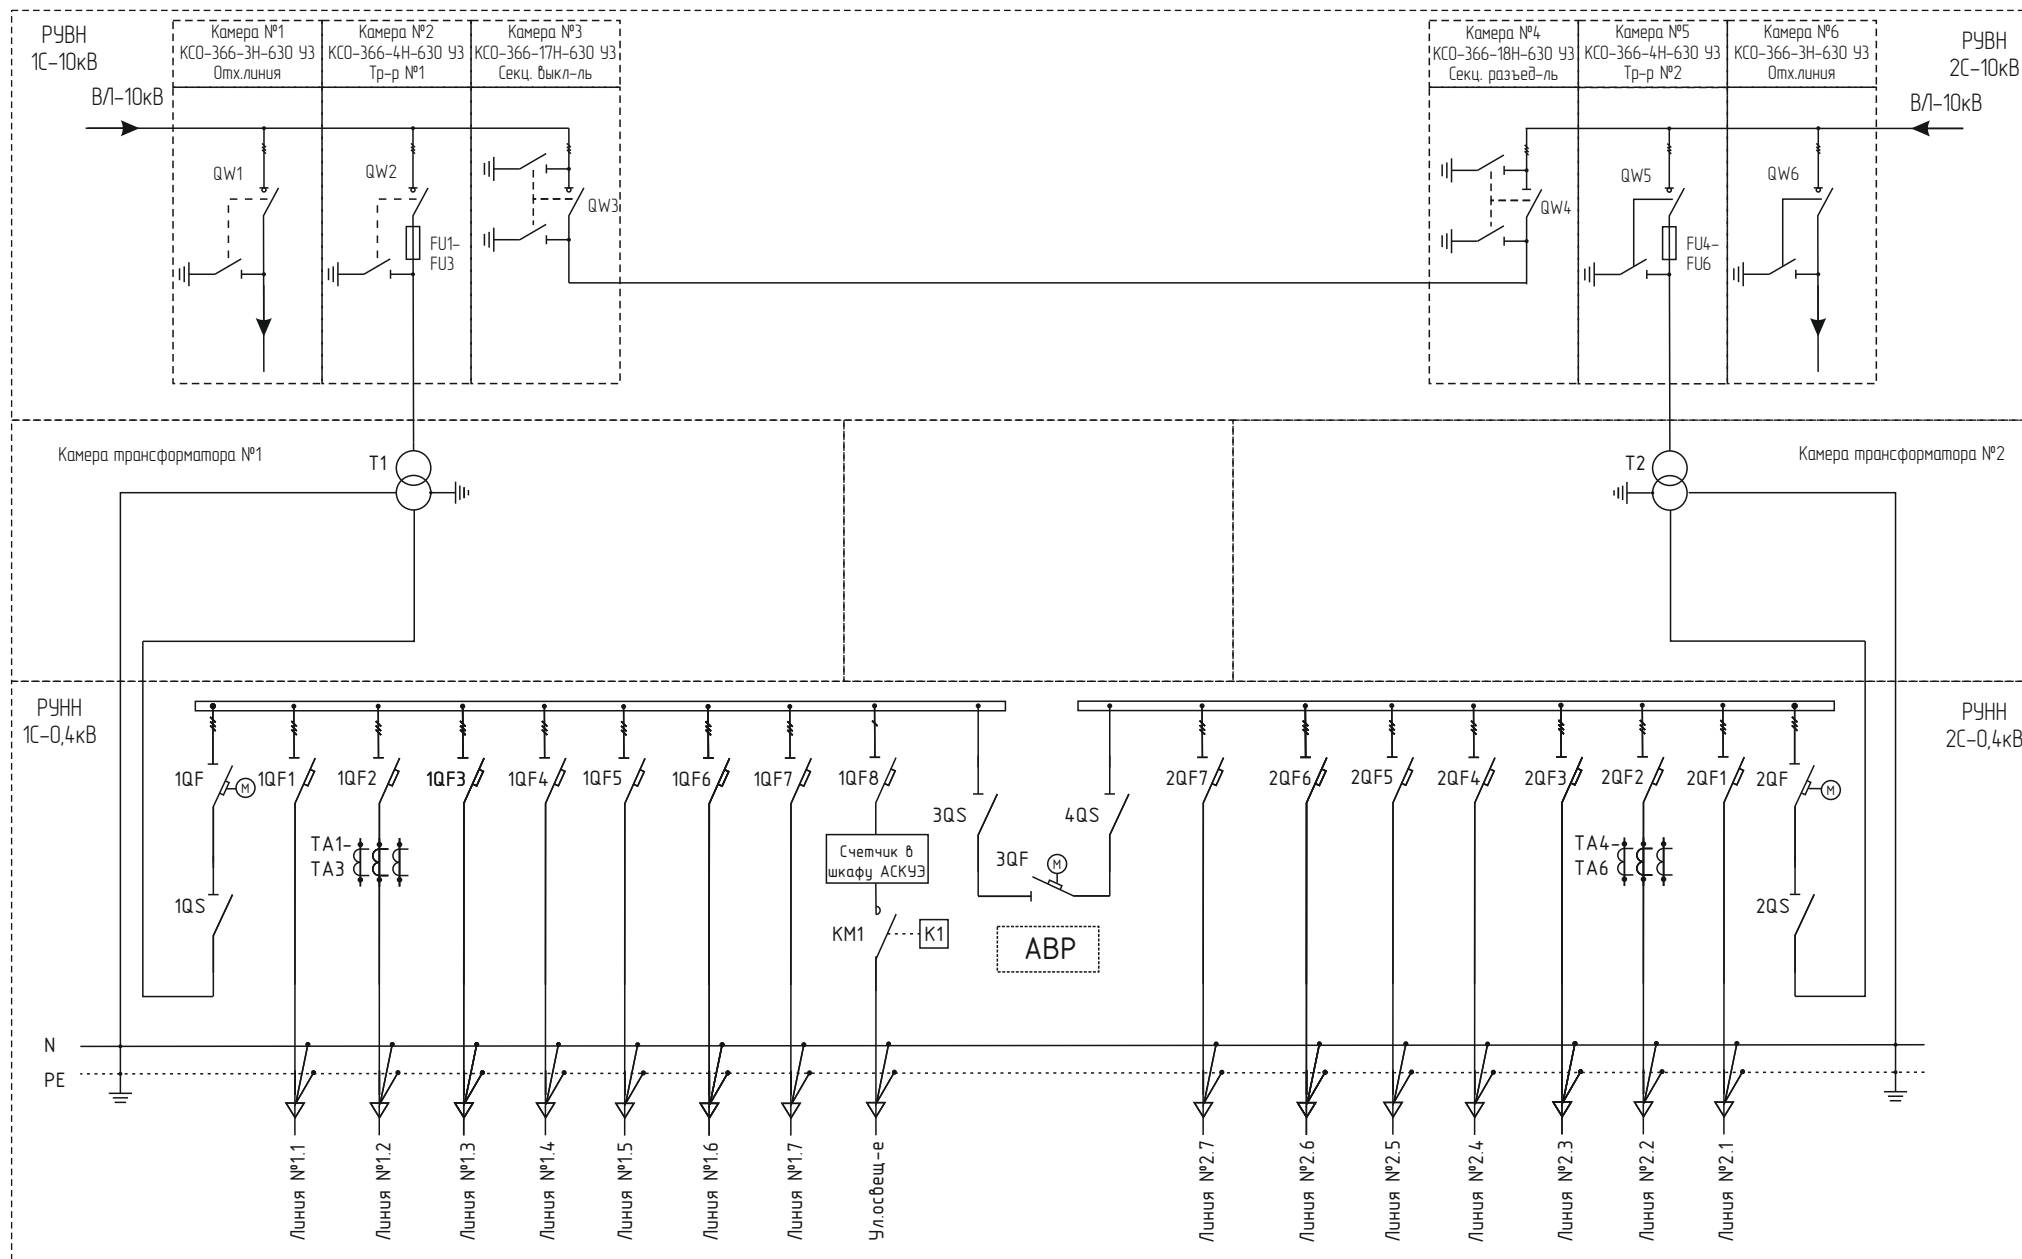 РУВН
1С-10кВ
ВЛ-10кВ
Камера №1
КСО-366-3Н-630 У3
Отх.линия
Камера №2
КСО-366-4Н-630 У3
Тр-р №1
Камера №3
КСО-366-17Н-630 У3
Секц. выкл-ль
Камера №4
КСО-366-18Н-630 У3
Секц. разъед-ль
Камера №5
КСО-366-4Н-630 У3
Тр-р №2
Камера №6
КСО-366-3Н-630 У3
Отх.линия
РУВН
2С-10кВ
ВЛ-10кВ
QW1
QW2
QW3
QW4
QW5
QW6
FU1-
FU3
FU4-
FU6
Камера трансформатора №1
T1
T2
Камера трансформатора №2
РУНН
1С-0,4кВ
РУНН
2С-0,4кВ
1QF
M
1QF1
1QF2
1QF3
1QF4
1QF5
1QF6
1QF7
1QF8
2QF7
2QF6
2QF5
2QF4
2QF3
2QF2
2QF1
2QF
M
3QS
4QS
TA1-
TA3
Счетчик в
шкафу АСКУЭ
3QF
M
TA4-
TA6
1QS
KM1
K1
АВР
2QS
N
PE
Линия №1.1
Линия №1.2
Линия №1.3
Линия №1.4
Линия №1.5
Линия №1.6
Линия №1.7
Ул.освещ-е
Линия №2.7
Линия №2.6
Линия №2.5
Линия №2.4
Линия №2.3
Линия №2.2
Линия №2.1